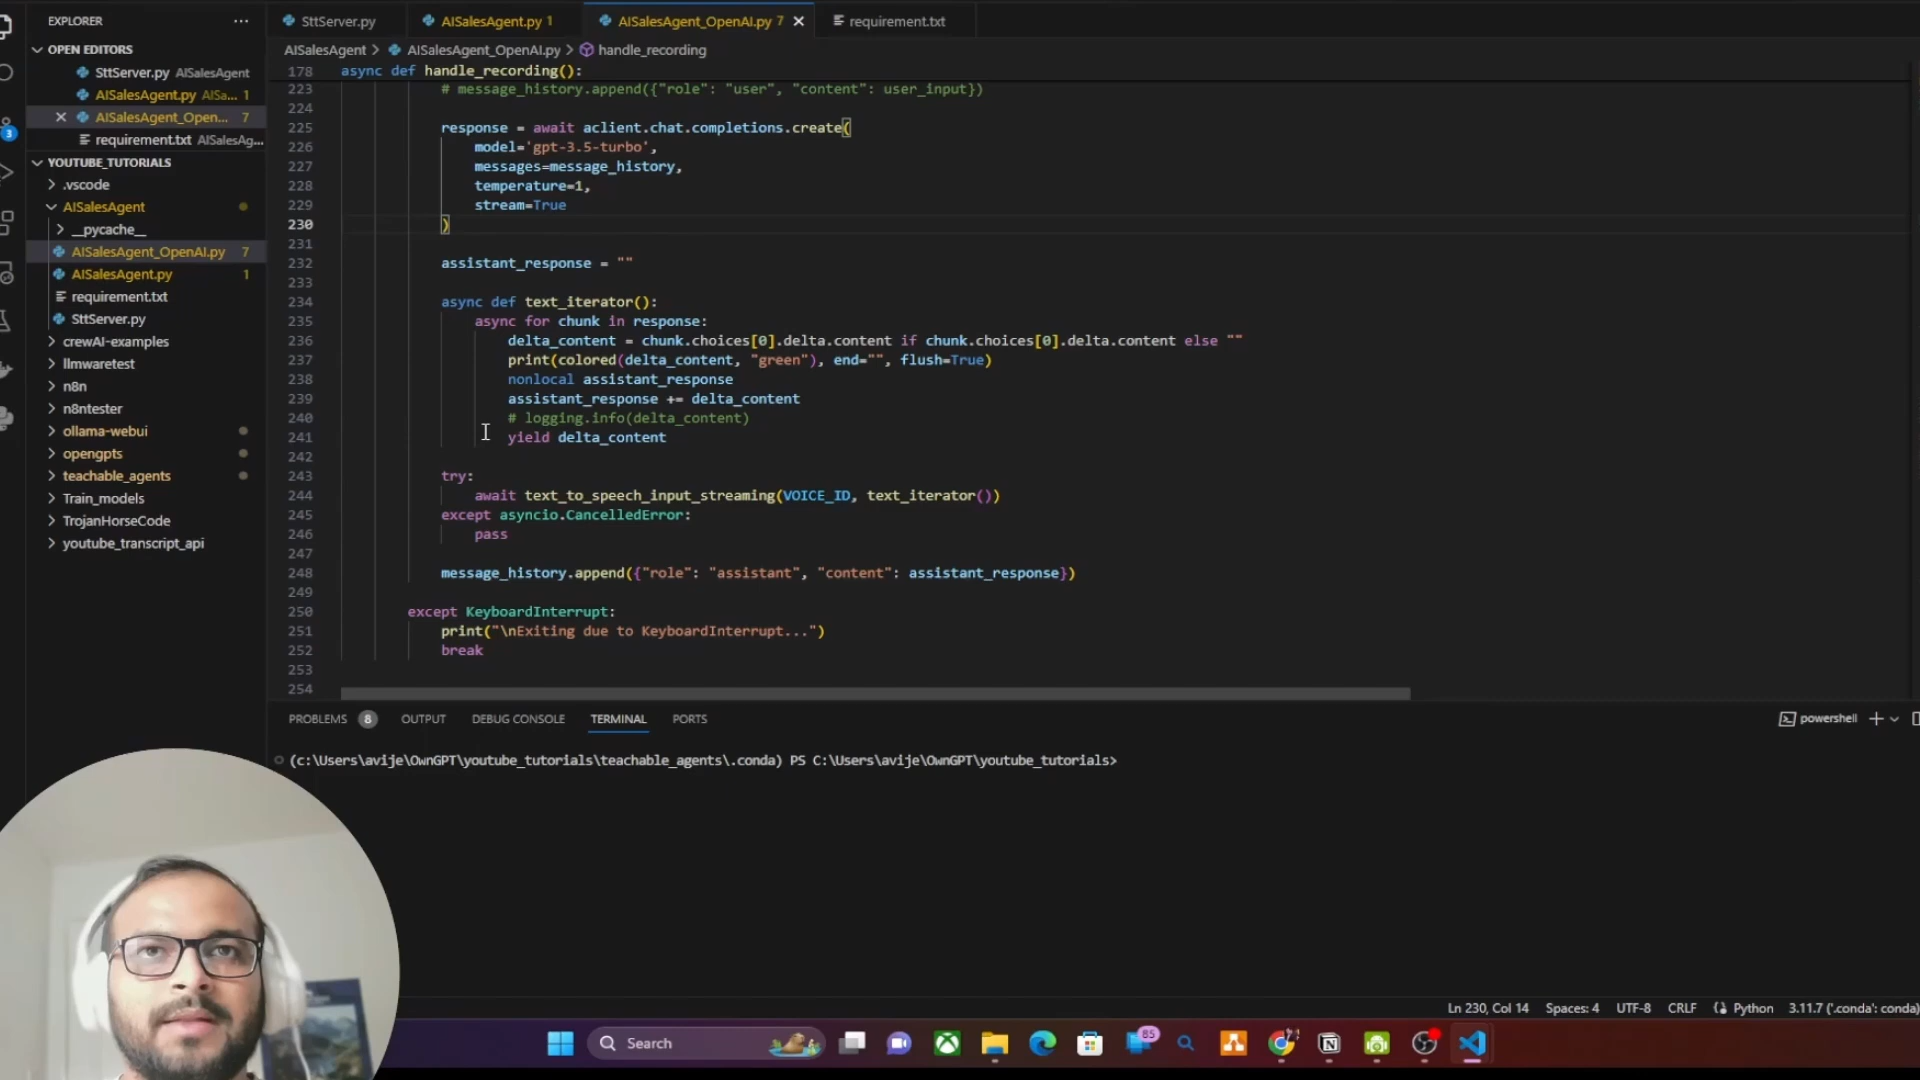 EXPLORER
···
OPEN EDITORS
SttServer.py AISalesAgent
AISalesAgent.py AISa... 1
AISalesAgent_Open... 7
requirement.txt AISalesAg...
YOUTUBE_TUTORIALS
.vscode
AISalesAgent
__pycache__
AISalesAgent_OpenAI.py 7
AISalesAgent.py 1
requirement.txt
SttServer.py
crewAI-examples
llmwaretest
n8n
n8ntester
ollama-webui
opengpts
teachable_agents
Train_models
TrojanHorseCode
youtube_transcript_api
3
SttServer.py
AISalesAgent.py 1
AISalesAgent_OpenAI.py 7
requirement.txt
AISalesAgent > AISalesAgent_OpenAI.py > handle_recording
178 async def handle_recording():
223 # message_history.append({"role": "user", "content": user_input})
224
225 response = await aclient.chat.completions.create(
226 model='gpt-3.5-turbo',
227 messages=message_history,
228 temperature=1,
229 stream=True
230 )
231
232 assistant_response = ""
233
234 async def text_iterator():
235 async for chunk in response:
236 delta_content = chunk.choices[0].delta.content if chunk.choices[0].delta.content else ""
237 print(colored(delta_content, "green"), end="", flush=True)
238 nonlocal assistant_response
239 assistant_response += delta_content
240 # logging.info(delta_content)
241 yield delta_content
242
243 try:
244 await text_to_speech_input_streaming(VOICE_ID, text_iterator())
245 except asyncio.CancelledError:
246 pass
247
248 message_history.append({"role": "assistant", "content": assistant_response})
249
250 except KeyboardInterrupt:
251 print("\nExiting due to KeyboardInterrupt...")
252 break
253
254
PROBLEMS 8 OUTPUT DEBUG CONSOLE TERMINAL PORTS
powershell
(c:\Users\avije\OwnGPT\youtube_tutorials\teachable_agents\.conda) PS C:\Users\avije\OwnGPT\youtube_tutorials>
Ln 230, Col 14 Spaces: 4 UTF-8 CRLF Python 3.11.7 ('.conda': conda)
Search
85